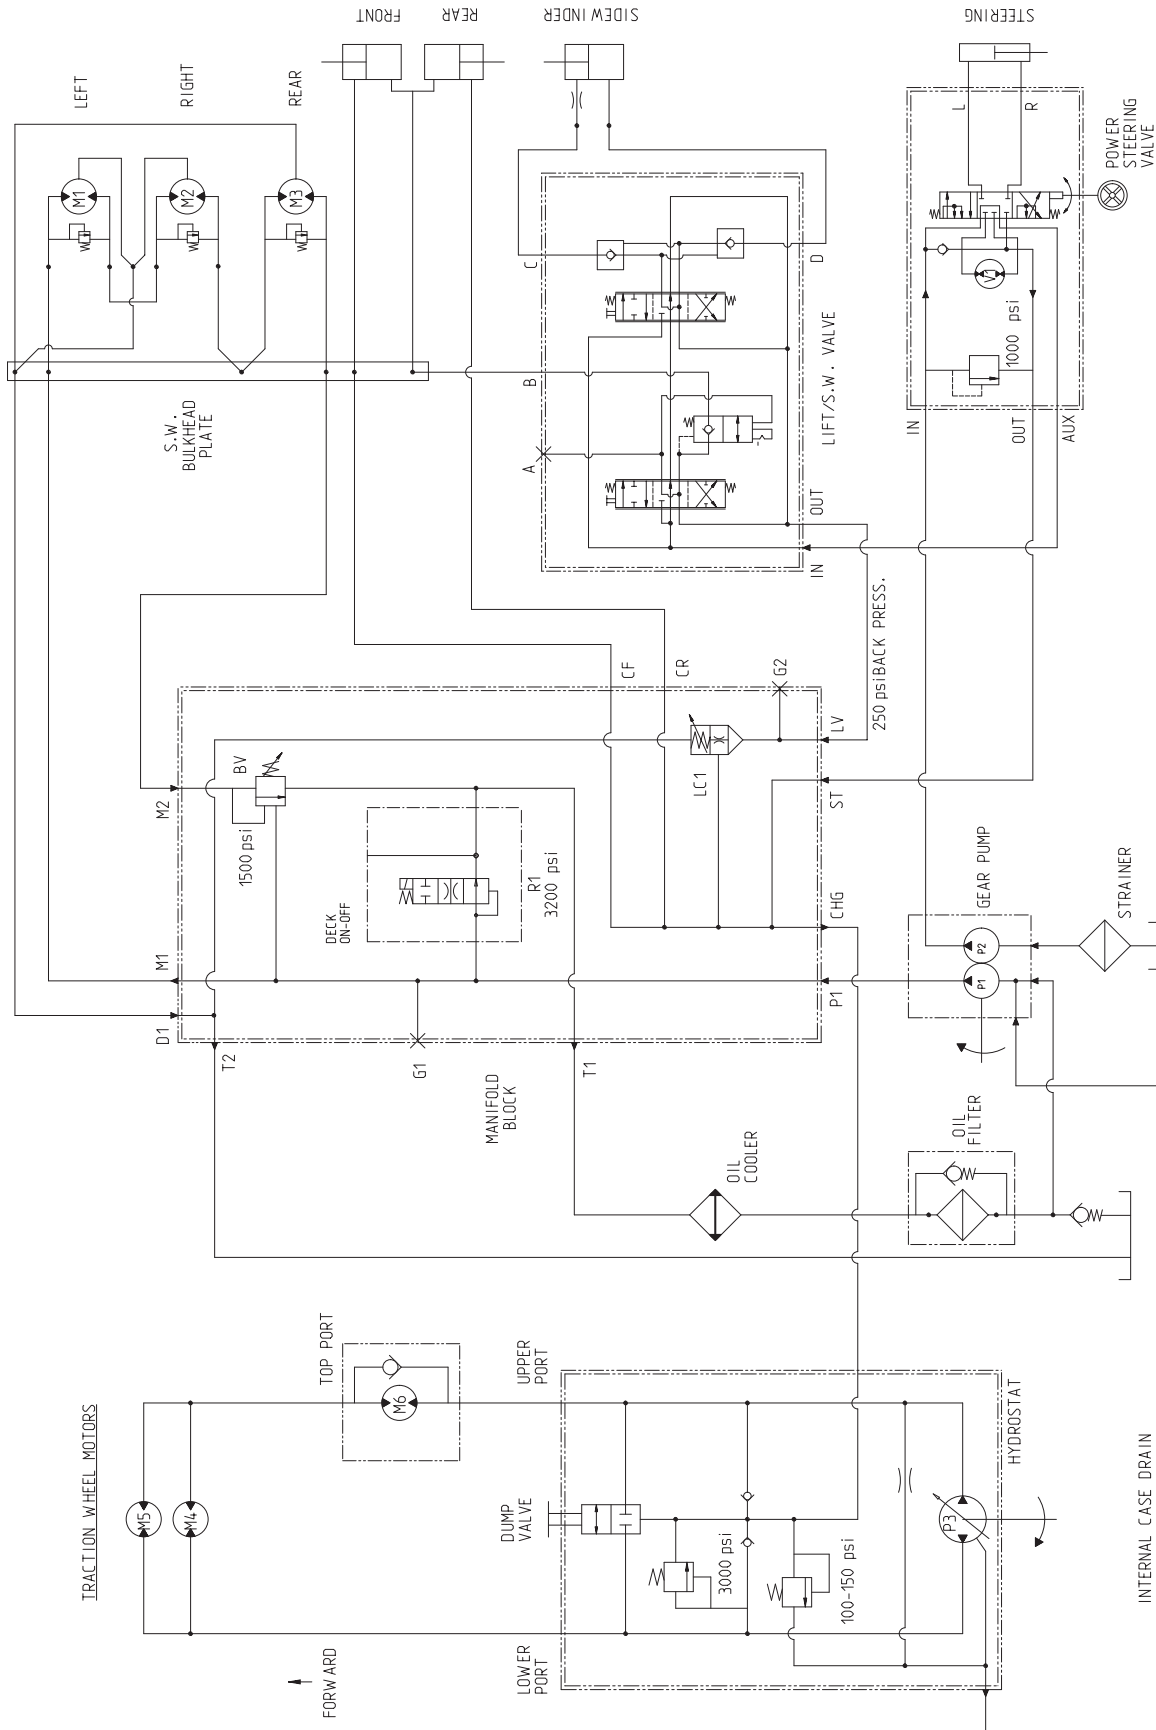 TRACTION WHEEL MOTORS
M5
M4
FORWARD
TOP PORT
M6
UPPER
PORT
LOWER
PORT
DUMP
VALVE
3000 psi
100-150 psi
P3
HYDROSTAT
INTERNAL CASE DRAIN
LEFT
RIGHT
REAR
M1
M2
M3
S.W.
BULKHEAD
PLATE
FRONT
REAR
SIDEWINDER
STEERING
D1
T2
M1
M2
BV
1500 psi
DECK
ON-OFF
R1
3200 psi
G1
MANIFOLD
BLOCK
T1
CF
CR
LC1
G2
LV
ST
CHG
P1
250 psi BACK PRESS.
A
B
C
D
IN
OUT
LIFT/S.W. VALVE
L
R
POWER
STEERING
VALVE
V1
1000 psi
IN
OUT
AUX
OIL
COOLER
OIL
FILTER
GEAR PUMP
P1
P2
STRAINER